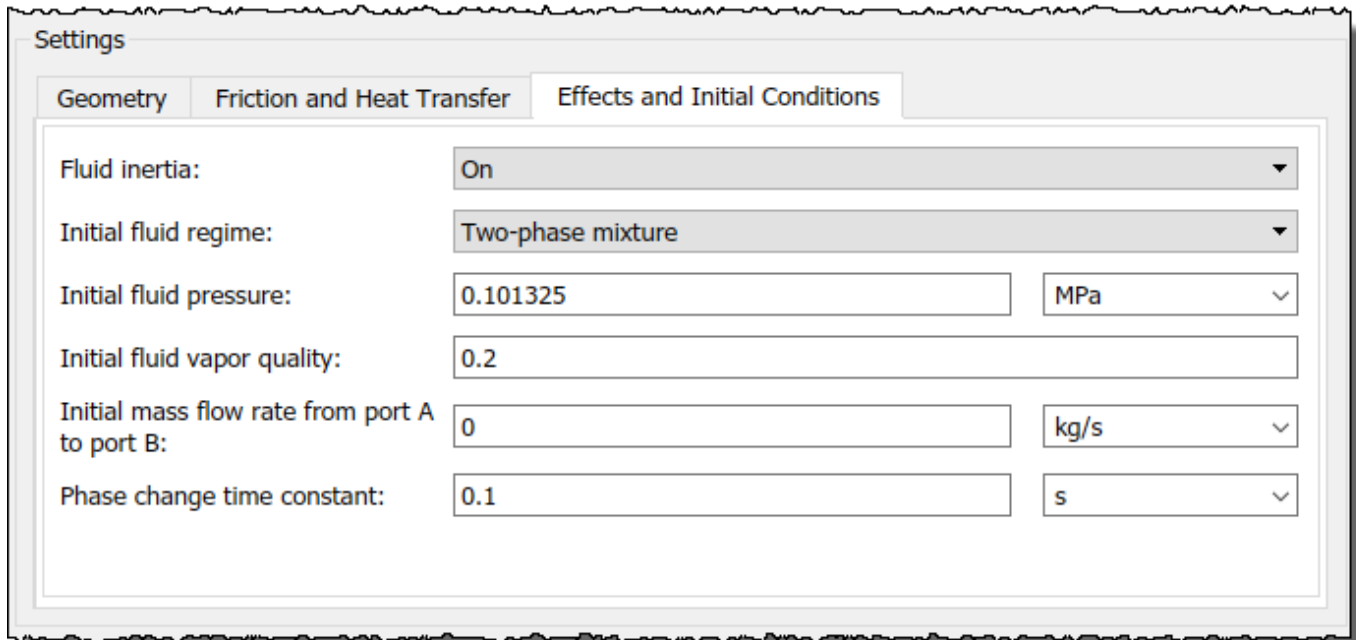 Settings
Geometry Friction and Heat Transfer Effects and Initial Conditions
Fluid inertia: On
Initial fluid regime: Two-phase mixture
Initial fluid pressure: 0.101325 MPa
Initial fluid vapor quality: 0.2
Initial mass flow rate from port A
to port B: 0 kg/s
Phase change time constant: 0.1 s